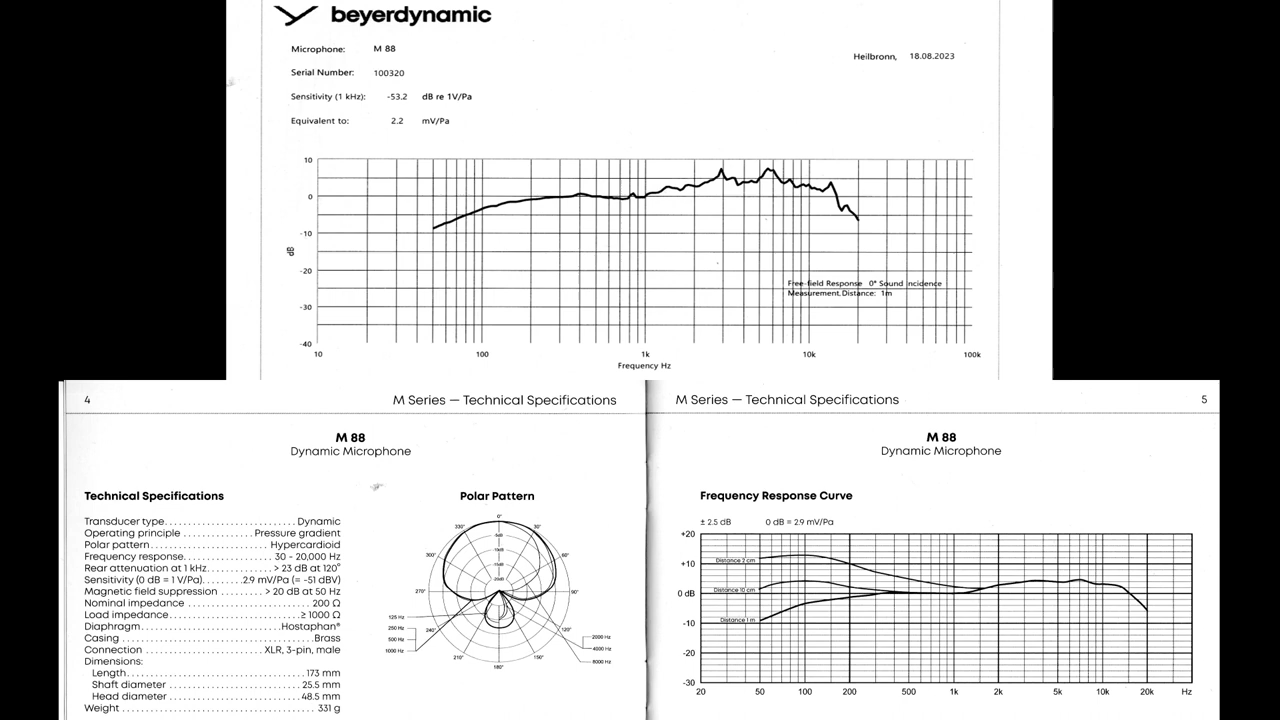 beyerdynamic
Microphone: M 88
Heilbronn, 18.08.2023
Serial Number: 100320
Sensitivity (1 kHz): -53.2 dB re 1V/Pa
Equivalent to: 2.2 mV/Pa
10
0
-10
dB
-20
Free-field Response 0° Sound Incidence
Measurement.Distance: 1m
-30
-40
10 100 1k 10k 100k
Frequency Hz
4 M Series — Technical Specifications
M 88
Dynamic Microphone
Technical Specifications
Transducer type Dynamic
Operating principle Pressure gradient
Polar pattern Hypercardioid
Frequency response 30 - 20,000 Hz
Rear attenuation at 1 kHz > 23 dB at 120°
Sensitivity (0 dB = 1 V/Pa) 2.9 mV/Pa (= -51 dBV)
Magnetic field suppression > 20 dB at 50 Hz
Nominal impedance 200 Ω
Load impedance ≥ 1000 Ω
Diaphragm Hostaphan®
Casing Brass
Connection XLR, 3-pin, male
Dimensions:
Length 173 mm
Shaft diameter 25.5 mm
Head diameter 48.5 mm
Weight 331 g
Polar Pattern
0°
330° 30°
300° 60°
270° 90°
240° 120°
210° 150°
180°
125 Hz
250 Hz
500 Hz
1000 Hz
2000 Hz
4000 Hz
8000 Hz
M Series — Technical Specifications 5
M 88
Dynamic Microphone
Frequency Response Curve
± 2.5 dB 0 dB = 2.9 mV/Pa
+20
Distance 2 cm
+10
Distance 10 cm
0 dB
Distance 1 m
-10
-20
-30
20 50 100 200 500 1k 2k 5k 10k 20k Hz